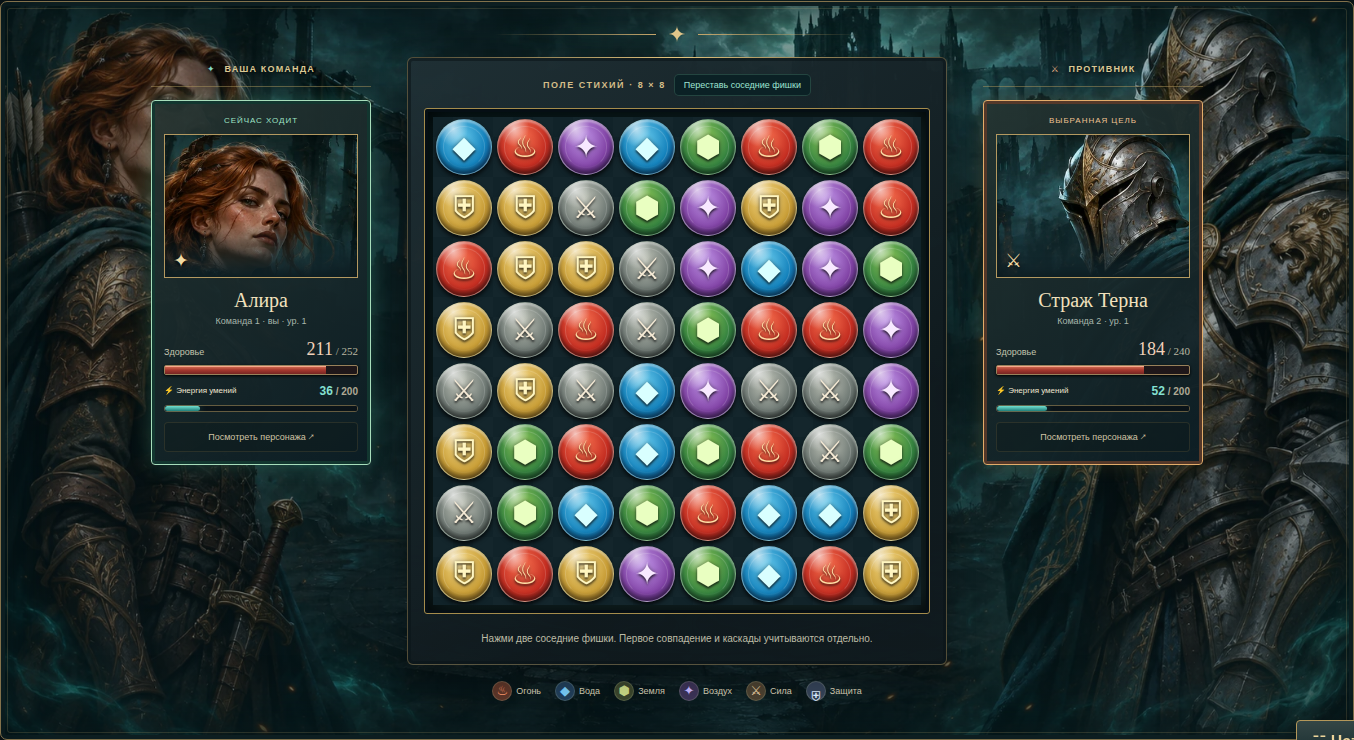 ВАША КОМАНДА
СЕЙЧАС ХОДИТ
Алира
Команда 1 · вы · ур. 1
Здоровье 211 / 252
⚡ Энергия умений 36 / 200
Посмотреть персонажа ↗
ПОЛЕ СТИХИЙ · 8 × 8
Переставь соседние фишки
Нажми две соседние фишки. Первое совпадение и каскады учитываются отдельно.
Огонь Вода Земля Воздух Сила Защита
ПРОТИВНИК
ВЫБРАННАЯ ЦЕЛЬ
Страж Терна
Команда 2 · ур. 1
Здоровье 184 / 240
⚡ Энергия умений 52 / 200
Посмотреть персонажа ↗